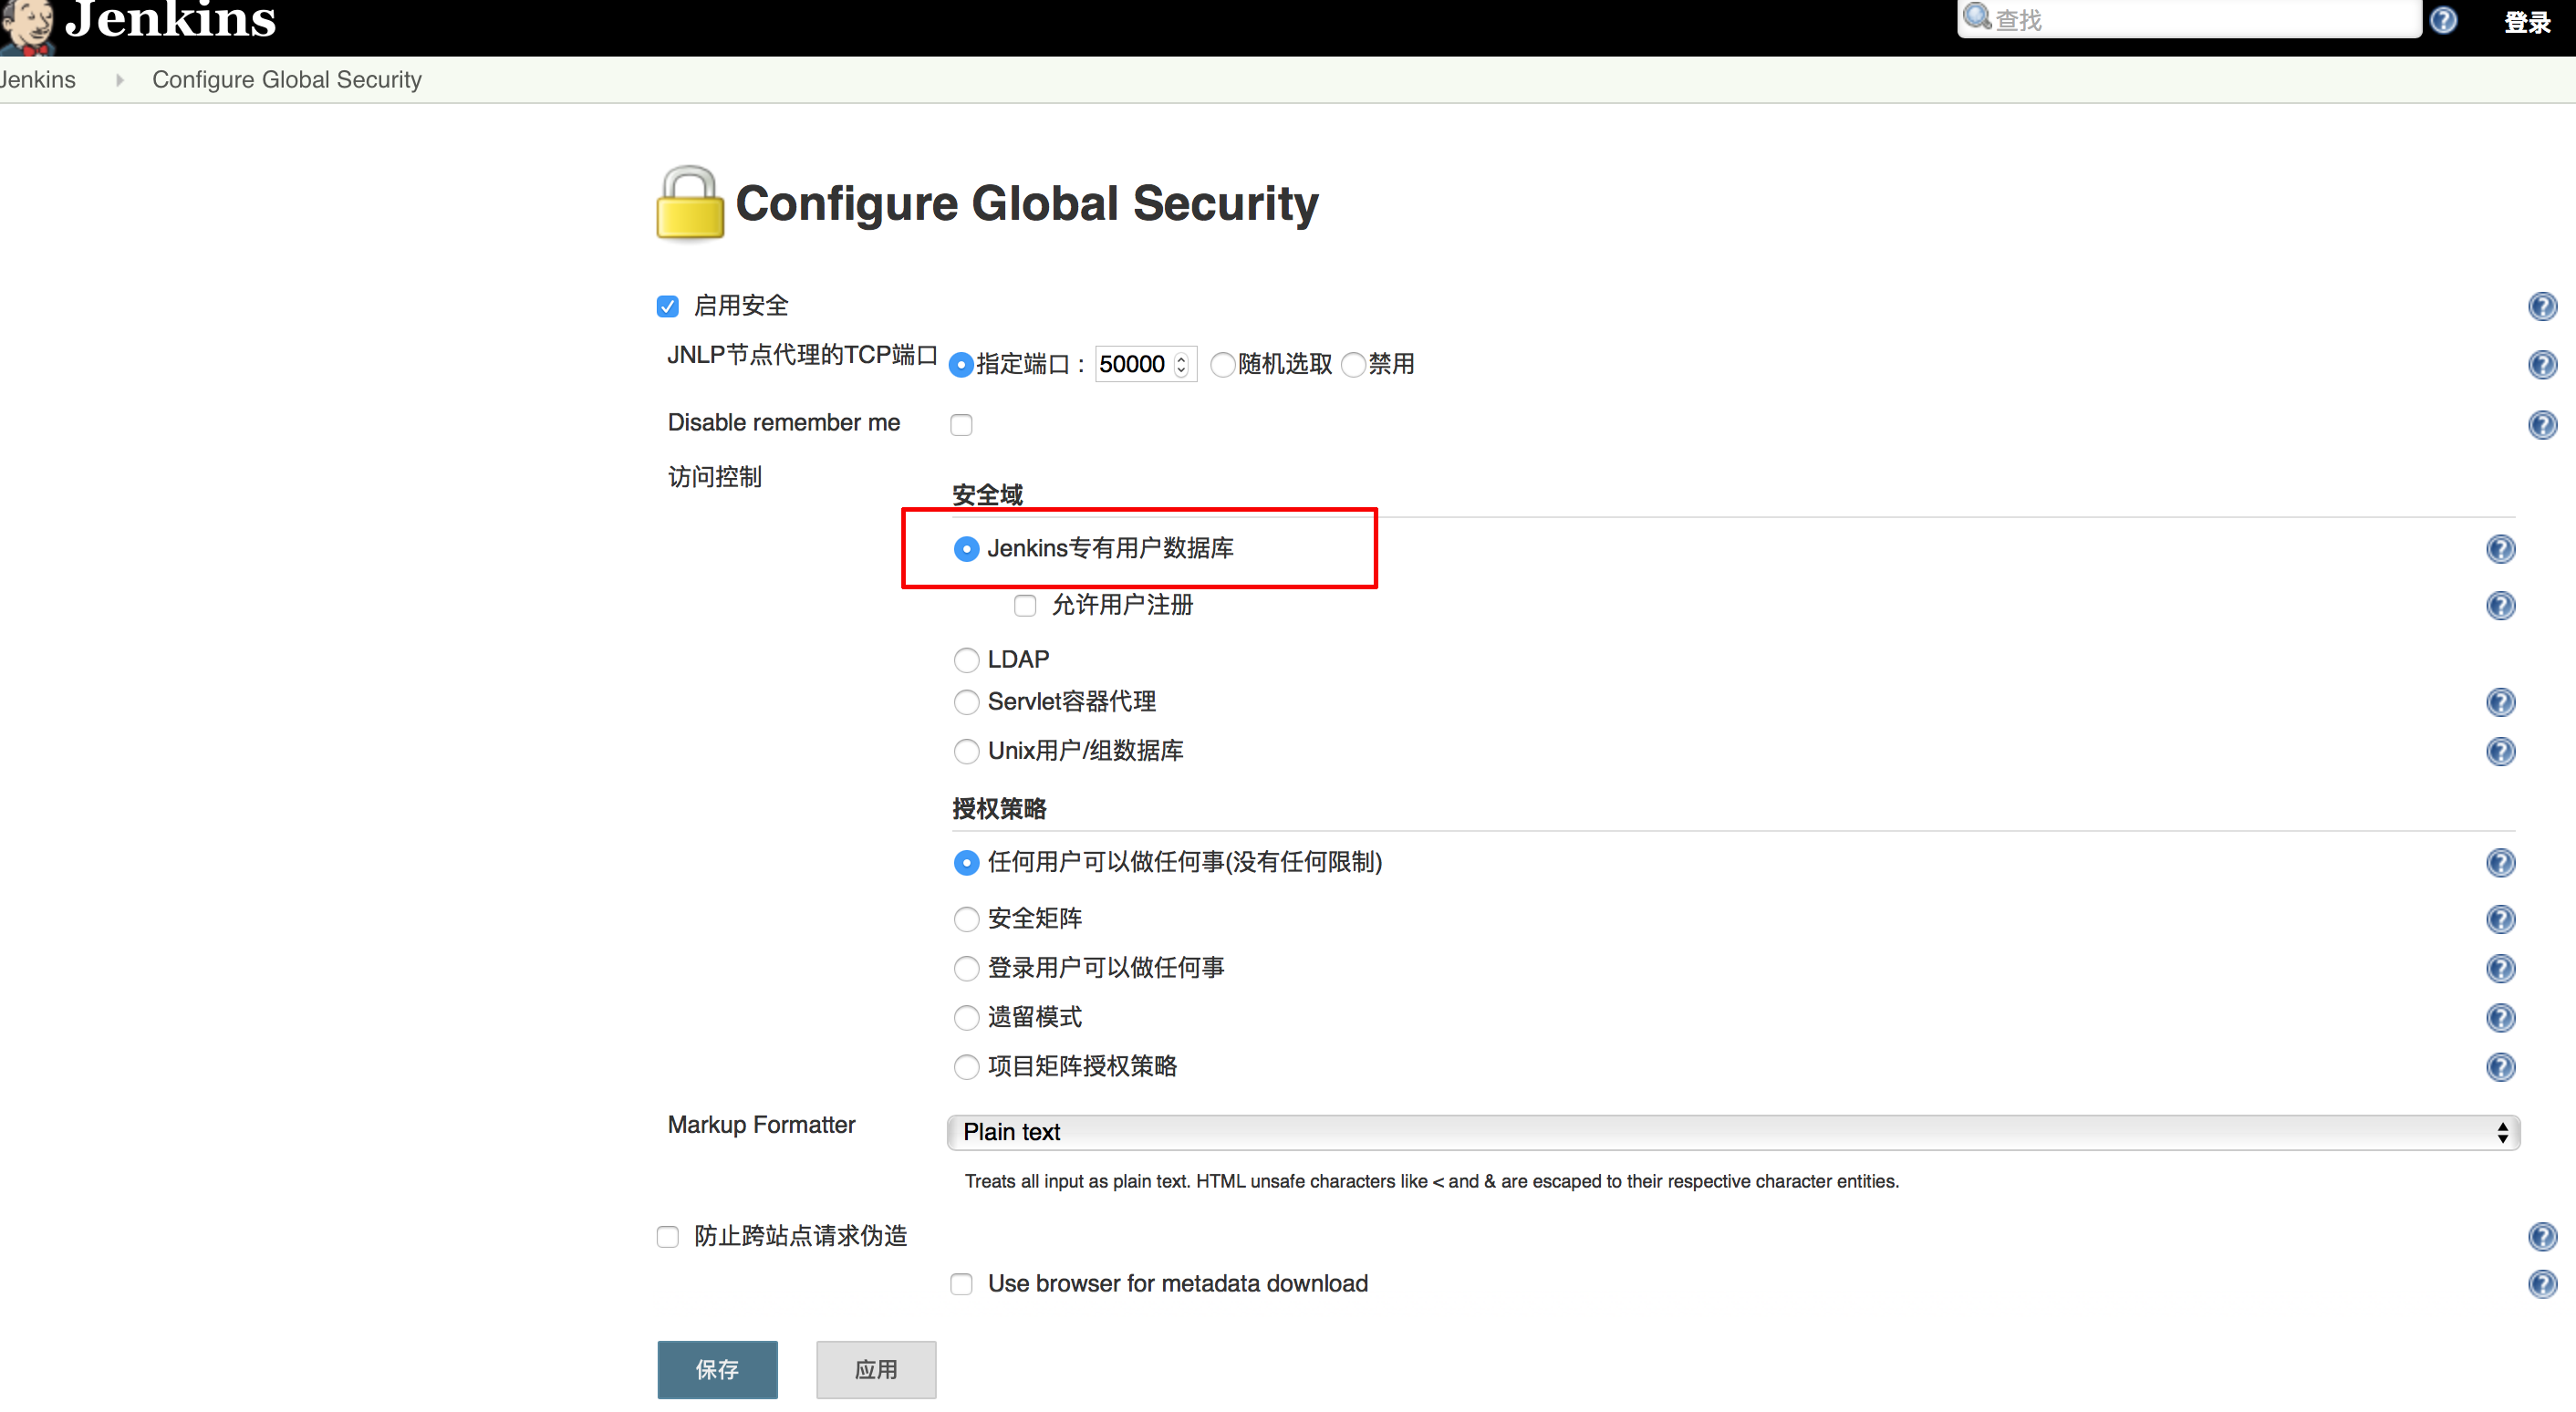 Jenkins
查找
登录
Jenkins
Configure Global Security
Configure Global Security
启用安全
JNLP节点代理的TCP端口
指定端口 : 50000 随机选取 禁用
Disable remember me
访问控制
安全域
Jenkins专有用户数据库
允许用户注册
LDAP
Servlet容器代理
Unix用户/组数据库
授权策略
任何用户可以做任何事(没有任何限制)
安全矩阵
登录用户可以做任何事
遗留模式
项目矩阵授权策略
Markup Formatter
Plain text
Treats all input as plain text. HTML unsafe characters like < and & are escaped to their respective character entities.
防止跨站点请求伪造
Use browser for metadata download
保存
应用